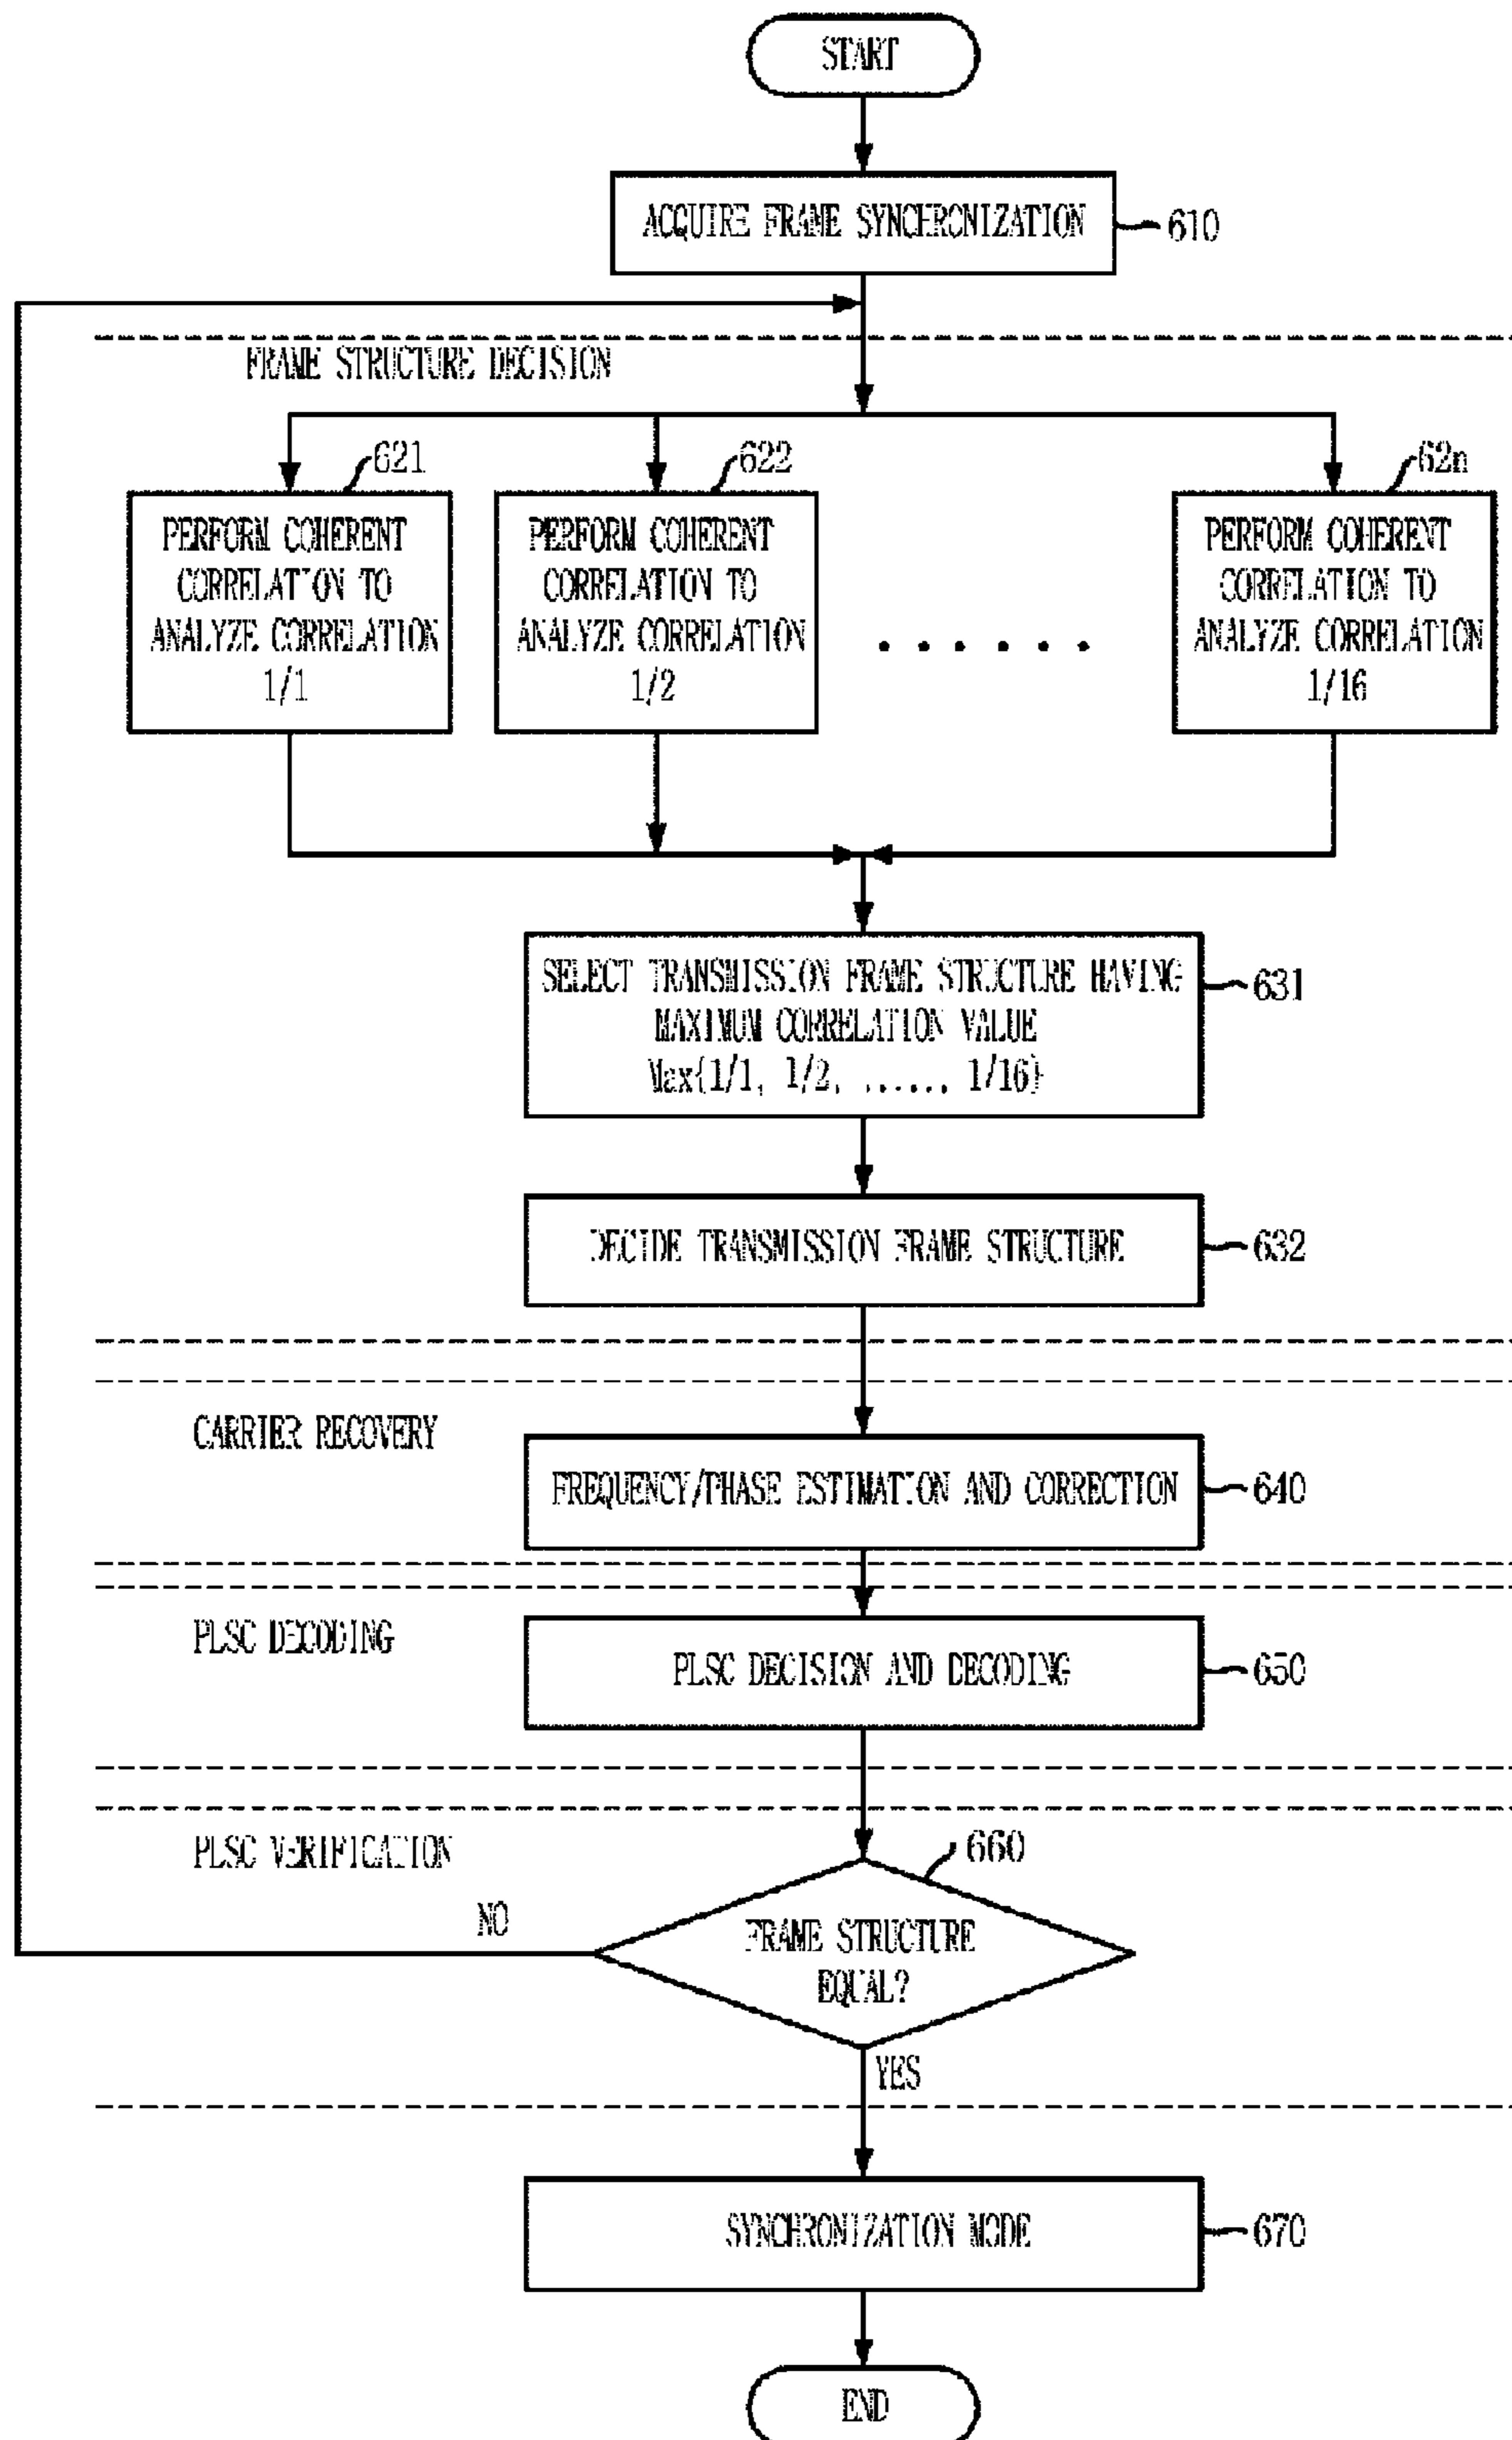 START
ACQUIRE FRAME SYNCHRONIZATION
610
FRAME STRUCTURE DECISION
621
622
62n
PERFORM COHERENT
CORRELATION TO
ANALYZE CORRELATION
1/1
PERFORM COHERENT
CORRELATION TO
ANALYZE CORRELATION
1/2
......
PERFORM COHERENT
CORRELATION TO
ANALYZE CORRELATION
1/16
SELECT TRANSMISSION FRAME STRUCTURE HAVING
MAXIMUM CORRELATION VALUE
Max{1/1, 1/2, ......, 1/16}
631
DECIDE TRANSMISSION FRAME STRUCTURE
632
CARRIER RECOVERY
FREQUENCY/PHASE ESTIMATION AND CORRECTION
640
PLSC DECODING
PLSC DECISION AND DECODING
650
PLSC VERIFICATION
660
NO
FRAME STRUCTURE
EQUAL?
YES
SYNCHRONIZATION MODE
670
END